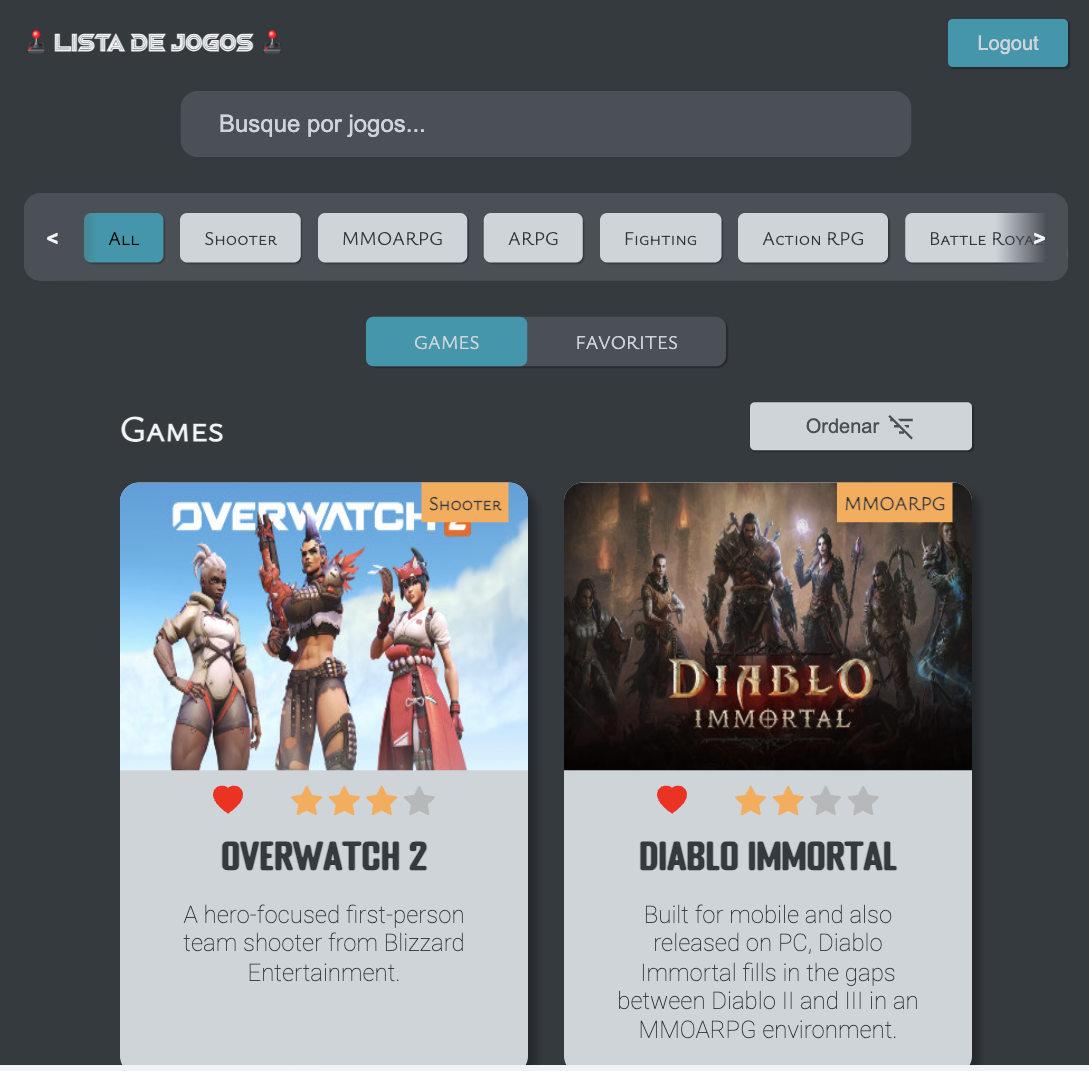 LISTA DE JOGOS
Logout
Busque por jogos...
<
All
Shooter
MMOARPG
ARPG
Fighting
Action RPG
Battle Roya
>
GAMES
FAVORITES
Games
Ordenar
Shooter
OVERWATCH 2
MMOARPG
DIABLO
IMMORTAL
OVERWATCH 2
A hero-focused first-person
team shooter from Blizzard
Entertainment.
DIABLO IMMORTAL
Built for mobile and also
released on PC, Diablo
Immortal fills in the gaps
between Diablo II and III in an
MMOARPG environment.